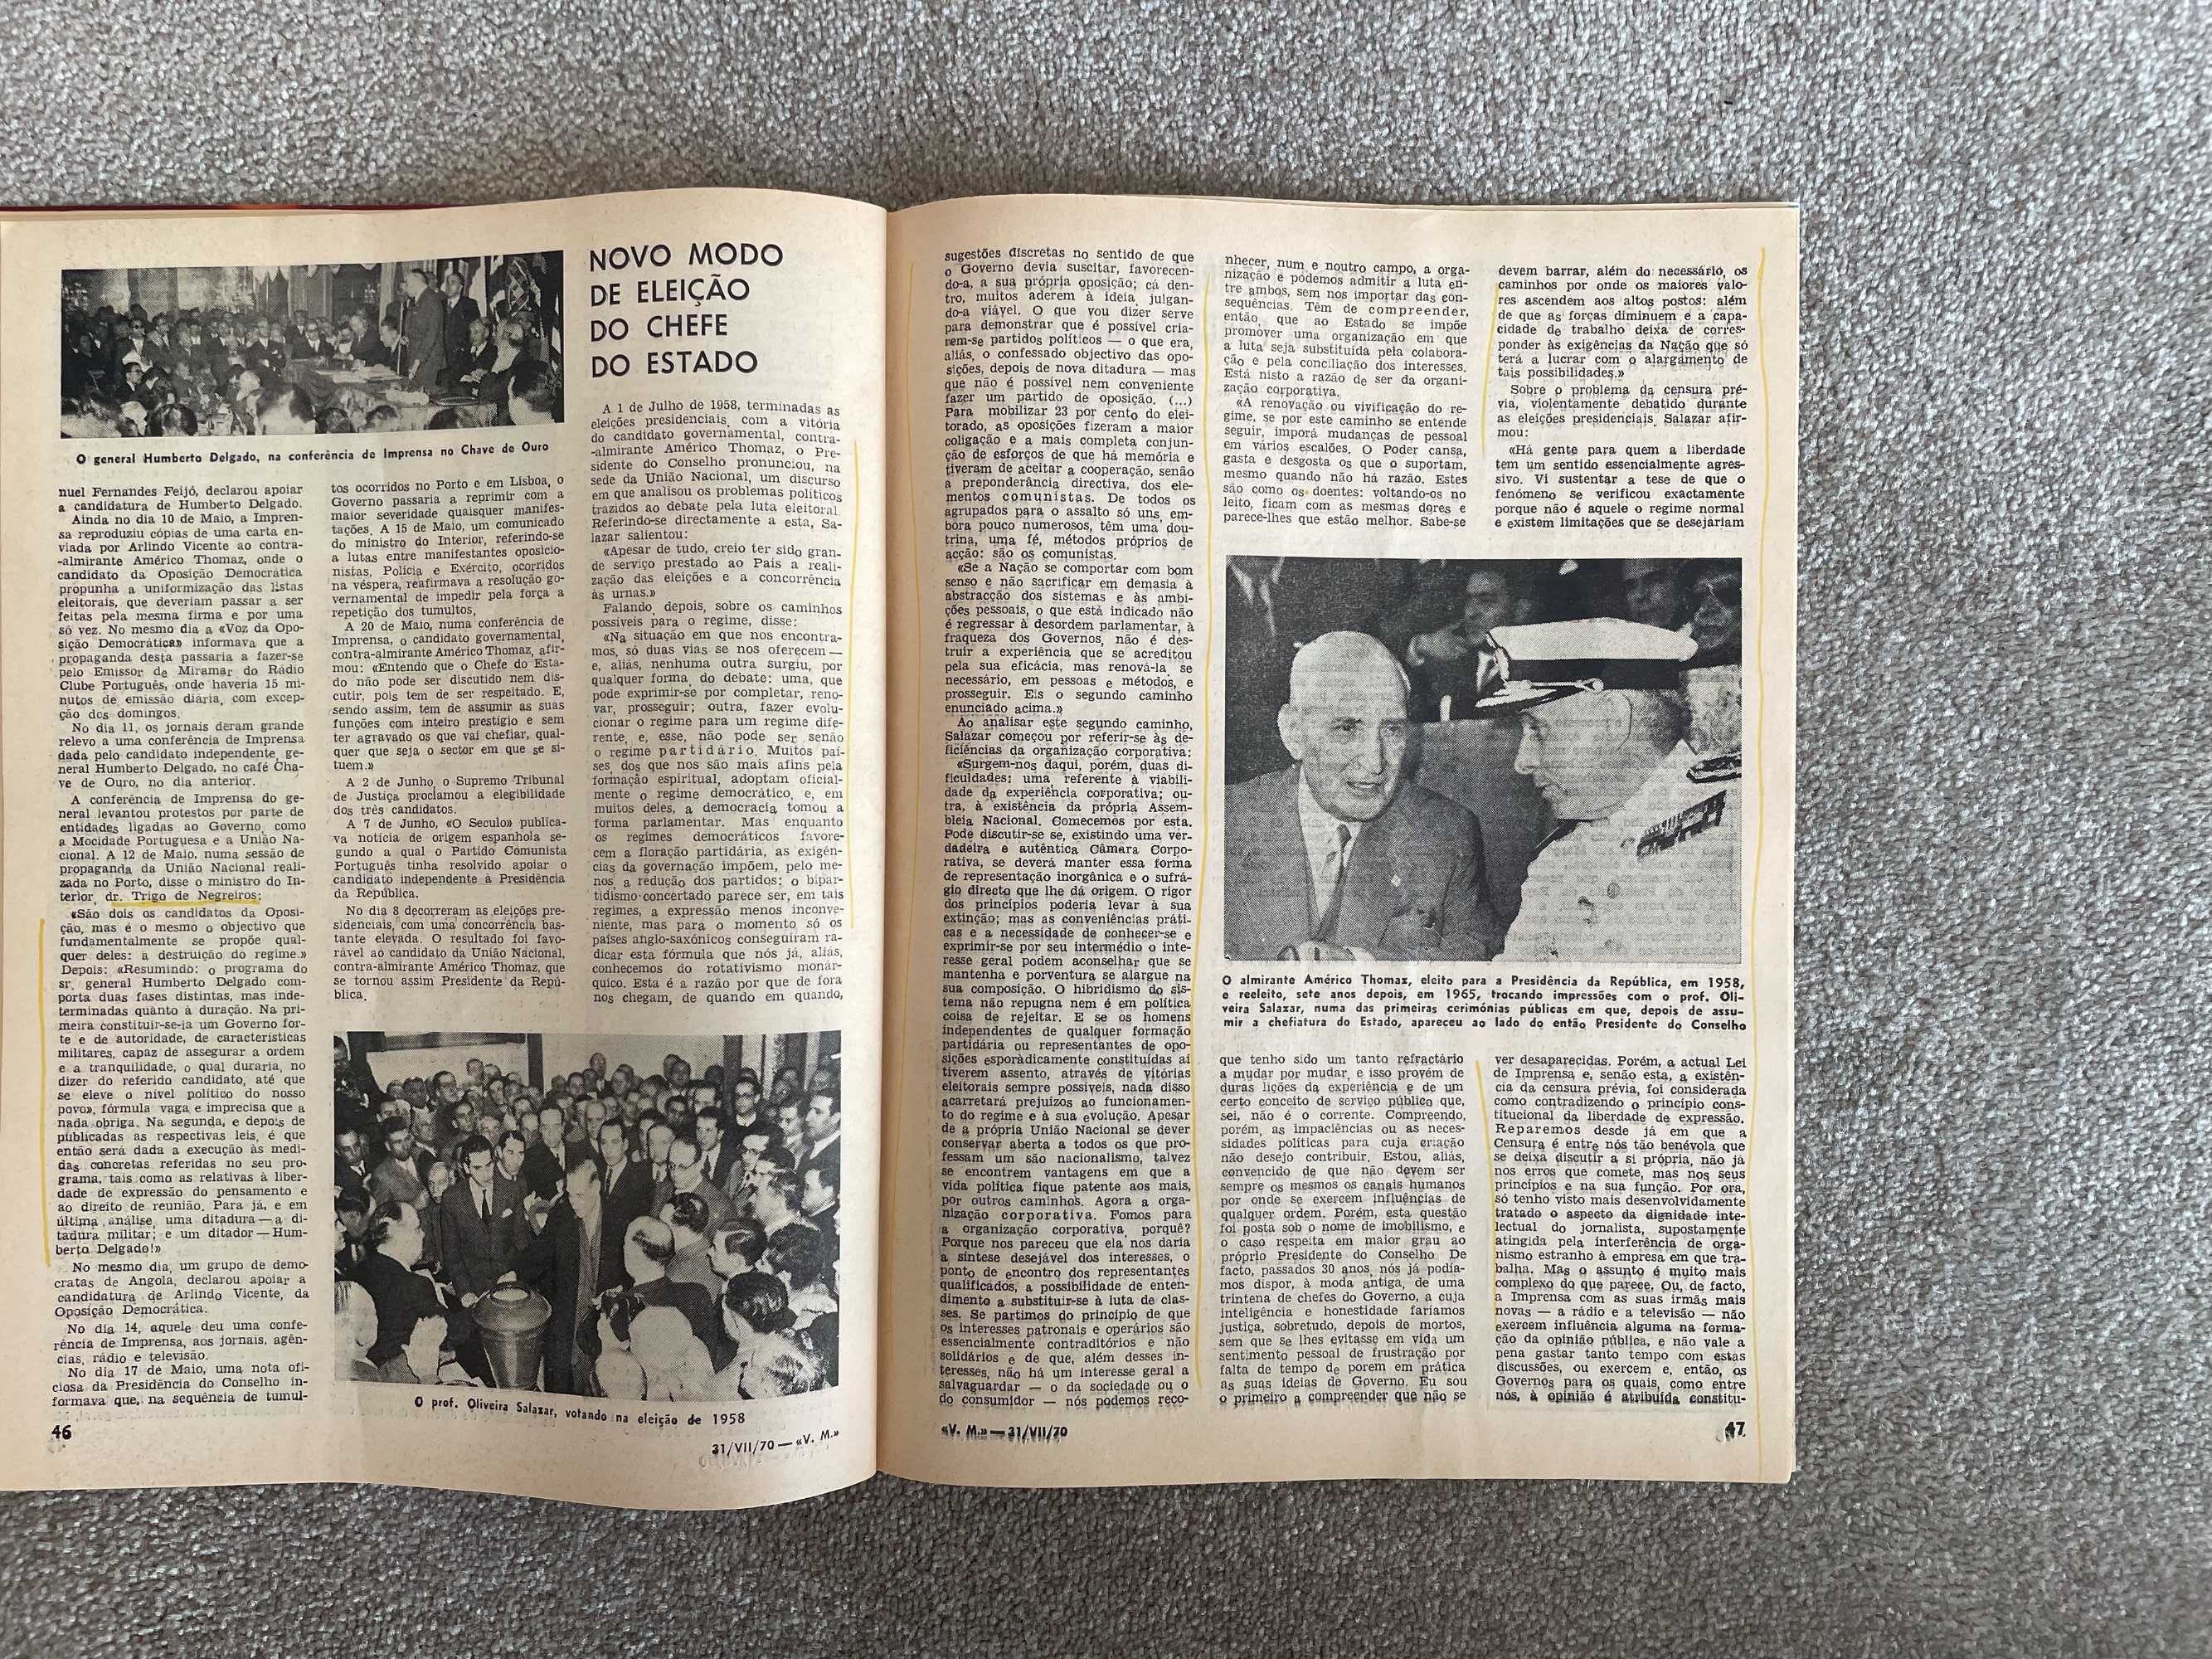 O general Humberto Delgado, na conferência de Imprensa no Chave de Ouro
nuel Fernandes Feijó, declarou apoiar
a candidatura de Humberto Delgado.
Ainda no dia 10 de Maio, a Impren-
sa reproduziu cópias de uma carta en-
viada por Arlindo Vicente ao contra-
-almirante Américo Thomaz, onde o
candidato da Oposição Democrática
propunha a uniformização das listas
eleitorais, que deveriam passar a ser
feitas pela mesma firma e por uma
só vez. No mesmo dia a «Voz da Opo-
sição Democrática» informava que a
propaganda desta passaria a fazer-se
pelo Emissor de Miramar do Rádio
Clube Português, onde haveria 15 mi-
nutos de emissão diária, com excep-
ção dos domingos.
No dia 11, os jornais deram grande
relevo a uma conferência de Imprensa
dada pelo candidato independente, ge-
neral Humberto Delgado, no café Cha-
ve de Ouro, no dia anterior.
A conferência de Imprensa do ge-
neral levantou protestos por parte de
entidades ligadas ao Governo, como
a Mocidade Portuguesa e a União Na-
cional. A 12 de Maio, numa sessão de
propaganda da União Nacional reali-
zada no Porto, disse o ministro do In-
terior, dr. Trigo de Negreiros:
«São dois os candidatos da Oposi-
ção, mas é o mesmo o objectivo que
fundamentalmente se propõe qual-
quer deles: a destruição do regime.»
Depois: «Resumindo: o programa do
sr. general Humberto Delgado com-
porta duas fases distintas, mas inde-
terminadas quanto à duração. Na pri-
meira constituir-se-ia um Governo for-
te e de autoridade, de características
militares, capaz de assegurar a ordem
e a tranquilidade, o qual duraria, no
dizer do referido candidato, até que
se eleve o nível político do nosso
povo», fórmula vaga e imprecisa que a
nada obriga. Na segunda, e depois de
publicadas as respectivas leis, é que
então será dada a execução às medi-
das concretas referidas no seu pro-
grama, tais como as relativas à liber-
dade de expressão do pensamento e
ao direito de reunião. Para já, e em
última análise, uma ditadura — a di-
tadura militar; e um ditador — Hum-
berto Delgado!»
No mesmo dia, um grupo de demo-
cratas de Angola, declarou apoiar a
candidatura de Arlindo Vicente, da
Oposição Democrática.
No dia 14, aquele deu uma confe-
rência de Imprensa, aos jornais, agên-
cias, rádio e televisão.
No dia 17 de Maio, uma nota ofi-
ciosa da Presidência do Conselho in-
formava que, na sequência de tumul-
tos ocorridos no Porto e em Lisboa, o
Governo passaria a reprimir com a
maior severidade quaisquer manifes-
tações. A 15 de Maio, um comunicado
do ministro do Interior, referindo-se
a lutas entre manifestantes oposicio-
nistas, Polícia e Exército, ocorridos
na véspera, reafirmava a resolução go-
vernamental de impedir pela força a
repetição dos tumultos.
A 20 de Maio, numa conferência de
Imprensa, o candidato governamental,
contra-almirante Américo Thomaz, afir-
mou: «Entendo que o Chefe do Esta-
do não pode ser discutido nem dis-
cutir, pois tem de ser respeitado. E,
sendo assim, tem de assumir as suas
funções com inteiro prestígio e sem
ter agravado os que vai chefiar, qual-
quer que seja o sector em que se si-
tuem.»
A 2 de Junho, o Supremo Tribunal
de Justiça proclamou a elegibilidade
dos três candidatos.
A 7 de Junho, «O Seculo» publica-
va notícia de origem espanhola se-
gundo a qual o Partido Comunista
Português tinha resolvido apoiar o
candidato independente à Presidência
da República.
No dia 8 decorreram as eleições pre-
sidenciais, com uma concorrência bas-
tante elevada. O resultado foi favo-
rável ao candidato da União Nacional,
contra-almirante Américo Thomaz, que
se tornou assim Presidente da Repú-
blica.
NOVO MODO
DE ELEIÇÃO
DO CHEFE
DO ESTADO
A 1 de Julho de 1958, terminadas as
eleições presidenciais, com a vitória
do candidato governamental, contra-
-almirante Américo Thomaz, o Pre-
sidente do Conselho pronunciou, na
sede da União Nacional, um discurso
em que analisou os problemas políticos
trazidos ao debate pela luta eleitoral.
Referindo-se directamente a esta, Sa-
lazar salientou:
«Apesar de tudo, creio ter sido gran-
de serviço prestado ao País a reali-
zação das eleições e a concorrência
às urnas.»
Falando, depois, sobre os caminhos
possíveis para o regime, disse:
«Na situação em que nos encontra-
mos, só duas vias se nos oferecem —
e, aliás, nenhuma outra surgiu, por
qualquer forma, do debate: uma, que
pode exprimir-se por completar, reno-
var, prosseguir; outra, fazer evolu-
cionar o regime para um regime dife-
rente, e, esse, não pode ser senão
o regime partidário. Muitos paí-
ses, dos que nos são mais afins pela
formação espiritual, adoptam oficial-
mente o regime democrático, e, em
muitos deles, a democracia tomou a
forma parlamentar. Mas enquanto
os regimes democráticos favore-
cem a floração partidária, as exigên-
cias da governação impõem, pelo me-
nos, a redução dos partidos: o bipar-
tidismo concertado parece ser, em tais
regimes, a expressão menos inconve-
niente, mas para o momento só os
países anglo-saxónicos conseguiram ra-
dicar esta fórmula que nós já, aliás,
conhecemos do rotativismo monár-
quico. Esta é a razão por que de fora
nos chegam, de quando em quando,
O prof. Oliveira Salazar, votando na eleição de 1958
46
31/VII/70 — «V. M.»
sugestões discretas no sentido de que
o Governo devia suscitar, favorecen-
do-a, a sua própria oposição; cá den-
tro, muitos aderem à ideia, julgan-
do-a viável. O que vou dizer serve
para demonstrar que é possível cria-
rem-se partidos políticos — o que era,
aliás, o confessado objectivo das opo-
sições, depois de nova ditadura — mas
que não é possível nem conveniente
fazer um partido de oposição. (...)
Para mobilizar 23 por cento do elei-
torado, as oposições fizeram a maior
coligação e a mais completa conjun-
ção de esforços de que há memória e
tiveram de aceitar a cooperação, senão
a preponderância directiva, dos ele-
mentos comunistas. De todos os
agrupados para o assalto só uns, em-
bora pouco numerosos, têm uma dou-
trina, uma fé, métodos próprios de
acção: são os comunistas.
«Se a Nação se comportar com bom
senso e não sacrificar em demasia à
abstracção dos sistemas e às ambi-
ções pessoais, o que está indicado não
é regressar à desordem parlamentar, à
fraqueza dos Governos, não é des-
truir a experiência que se acreditou
pela sua eficácia, mas renová-la, se
necessário, em pessoas e métodos, e
prosseguir. Eis o segundo caminho
enunciado acima.»
Ao analisar este segundo caminho,
Salazar começou por referir-se às de-
ficiências da organização corporativa:
«Surgem-nos daqui, porém, duas di-
ficuldades: uma referente à viabili-
dade da experiência corporativa; ou-
tra, à existência da própria Assem-
bleia Nacional. Comecemos por esta.
Pode discutir-se se, existindo uma ver-
dadeira e autêntica Câmara Corpo-
rativa, se deverá manter essa forma
de representação inorgânica e o sufrá-
gio directo que lhe dá origem. O rigor
dos princípios poderia levar à sua
extinção; mas as conveniências práti-
cas e a necessidade de conhecer-se e
exprimir-se por seu intermédio o inte-
resse geral podem aconselhar que se
mantenha e porventura se alargue na
sua composição. O hibridismo do sis-
tema não repugna nem é em política
coisa de rejeitar. E se os homens
independentes de qualquer formação
partidária ou representantes de opo-
sições esporàdicamente constituídas aí
tiverem assento, através de vitórias
eleitorais sempre possíveis, nada disso
acarretará prejuízos ao funcionamen-
to do regime e à sua evolução. Apesar
de a própria União Nacional se dever
conservar aberta a todos os que pro-
fessam um são nacionalismo, talvez
se encontrem vantagens em que a
vida política fique patente aos mais,
por outros caminhos. Agora a orga-
nização corporativa. Fomos para
a organização corporativa, porquê?
Porque nos pareceu que ela nos daria
a síntese desejável dos interesses, o
ponto de encontro dos representantes
qualificados, a possibilidade de enten-
dimento a substituir-se à luta de clas-
ses. Se partimos do princípio de que
os interesses patronais e operários são
essencialmente contraditórios e não
solidários e de que, além desses in-
teresses, não há um interesse geral a
salvaguardar — o da sociedade ou o
do consumidor — nós podemos reco-
nhecer, num e noutro campo, a orga-
nização e podemos admitir a luta en-
tre ambos, sem nos importar das con-
sequências. Têm de compreender,
então, que ao Estado se impõe
promover uma organização em que
a luta seja substituída pela colabora-
ção e pela conciliação dos interesses.
Está nisto a razão de ser da organi-
zação corporativa.
«A renovação ou vivificação do re-
gime, se por este caminho se entende
seguir, imporá mudanças de pessoal
em vários escalões. O Poder cansa,
gasta e desgosta os que o suportam,
mesmo quando não há razão. Estes
são como os doentes: voltando-os no
leito, ficam com as mesmas dores e
parece-lhes que estão melhor. Sabe-se
devem barrar, além do necessário, os
caminhos por onde os maiores valo-
res ascendem aos altos postos: além
de que as forças diminuem e a capa-
cidade de trabalho deixa de corres-
ponder às exigências da Nação que só
terá a lucrar com o alargamento de
tais possibilidades.»
Sobre o problema da censura pré-
via, violentamente debatido durante
as eleições presidenciais, Salazar afir-
mou:
«Há gente para quem a liberdade
tem um sentido essencialmente agres-
sivo. Vi sustentar a tese de que o
fenómeno se verificou exactamente
porque não é aquele o regime normal
e existem limitações que se desejariam
O almirante Américo Thomaz, eleito para a Presidência da República, em 1958,
e reeleito, sete anos depois, em 1965, trocando impressões com o prof. Oli-
veira Salazar, numa das primeiras cerimónias públicas em que, depois de assu-
mir a chefiatura do Estado, apareceu ao lado do então Presidente do Conselho
que tenho sido um tanto refractário
a mudar por mudar, e isso provém de
duras lições da experiência e de um
certo conceito de serviço público que,
sei, não é o corrente. Compreendo,
porém, as impaciências ou as neces-
sidades políticas para cuja criação
não desejo contribuir. Estou, aliás,
convencido de que não devem ser
sempre os mesmos os canais humanos
por onde se exercem influências de
qualquer ordem. Porém, esta questão
foi posta sob o nome de imobilismo, e
o caso respeita em maior grau ao
próprio Presidente do Conselho. De
facto, passados 30 anos, nós já podía-
mos dispor, à moda antiga, de uma
trintena de chefes do Governo, a cuja
inteligência e honestidade faríamos
justiça, sobretudo, depois de mortos,
sem que se lhes evitasse em vida um
sentimento pessoal de frustração por
falta de tempo de porem em prática
as suas ideias de Governo. Eu sou
o primeiro a compreender que não se
ver desaparecidas. Porém, a actual Lei
de Imprensa e, senão esta, a existên-
cia da censura prévia, foi considerada
como contradizendo o princípio cons-
titucional da liberdade de expressão.
Reparemos desde já em que a
Censura é entre nós tão benévola que
se deixa discutir a si própria, não já
nos erros que comete, mas nos seus
princípios e na sua função. Por ora,
só tenho visto mais desenvolvidamente
tratado o aspecto da dignidade inte-
lectual do jornalista, supostamente
atingida pela interferência de orga-
nismo estranho à empresa em que tra-
balha. Mas o assunto é muito mais
complexo do que parece. Ou, de facto,
a Imprensa com as suas irmãs mais
novas — a rádio e a televisão — não
exercem influência alguma na forma-
ção da opinião pública, e não vale a
pena gastar tanto tempo com estas
discussões, ou exercem e, então, os
Governos para os quais, como entre
nós, à opinião é atribuída constitu-
«V. M.» — 31/VII/70
47